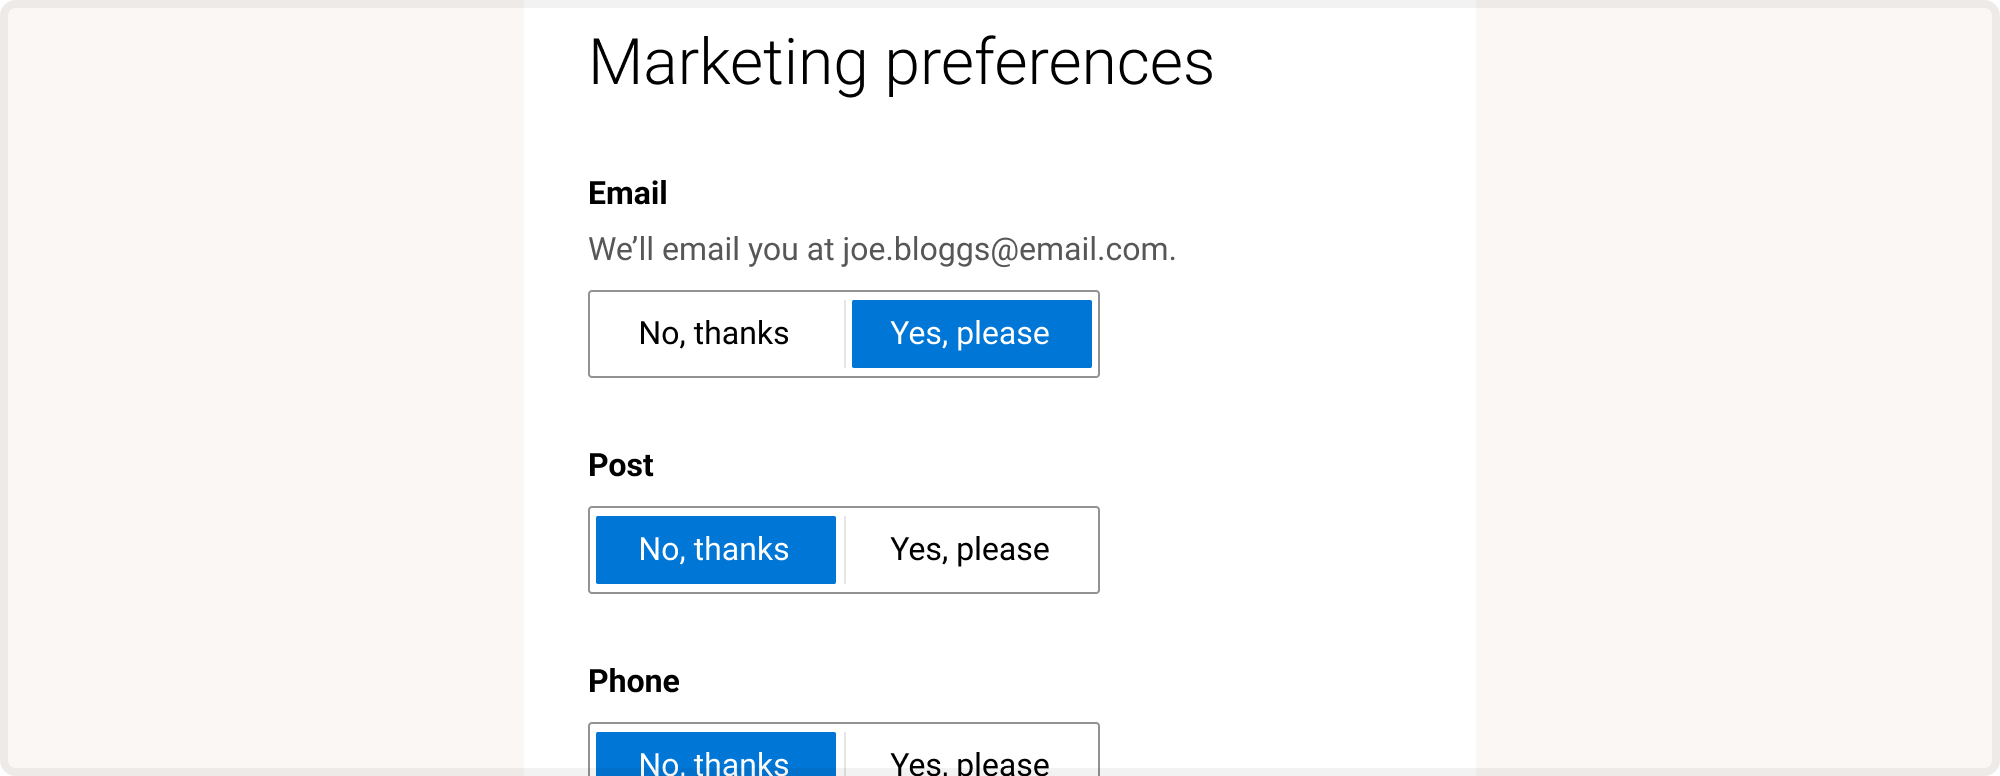 Marketing preferences
Email
We’ll email you at joe.bloggs@email.com.
No, thanks Yes, please
Post
No, thanks Yes, please
Phone
No, thanks Yes, please